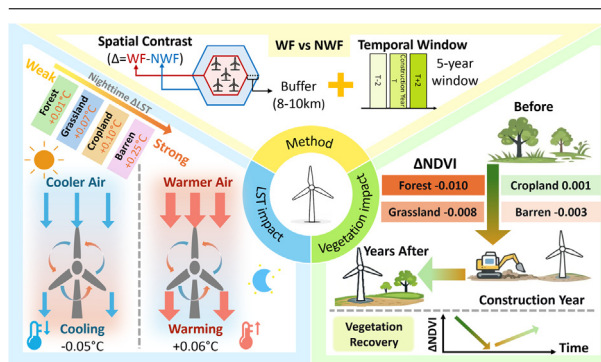 WF vs NWF
Spatial Contrast
(Δ=WF-NWF)
Buffer
(8-10km)
Temporal Window
T-2
Construction Year
T
T+2
5-year
window
Weak
Nighttime ΔLST
Strong
Forest
+0.01°C
Grassland
+0.07°C
Cropland
+0.10°C
Barren
+0.25°C
Method
LST impact
Vegetation impact
Cooler Air
Cooling
-0.05°C
Warmer Air
Warming
+0.06°C
Before
ΔNDVI
Forest -0.010
Cropland 0.001
Grassland -0.008
Barren -0.003
Years After
Construction Year
Vegetation
Recovery
ΔNDVI
Time